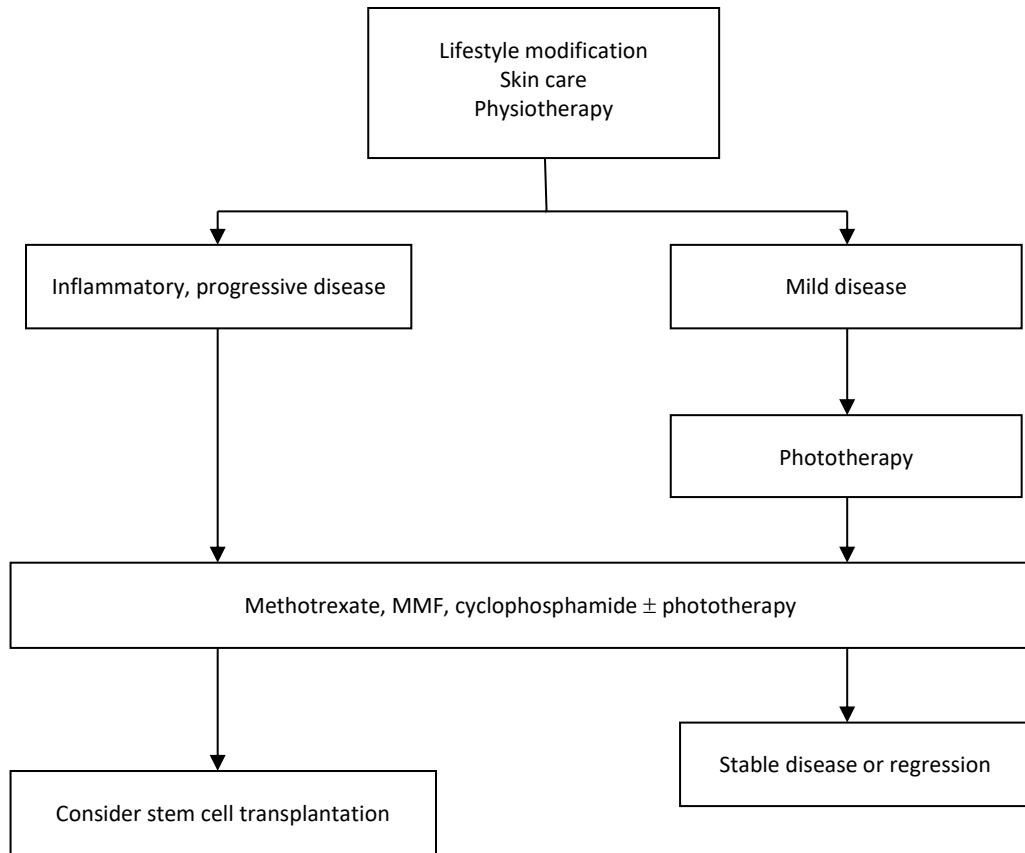 Lifestyle modification
Skin care
Physiotherapy
Inflammatory, progressive disease
Mild disease
Phototherapy
Methotrexate, MMF, cyclophosphamide ± phototherapy
Stable disease or regression
Consider stem cell transplantation